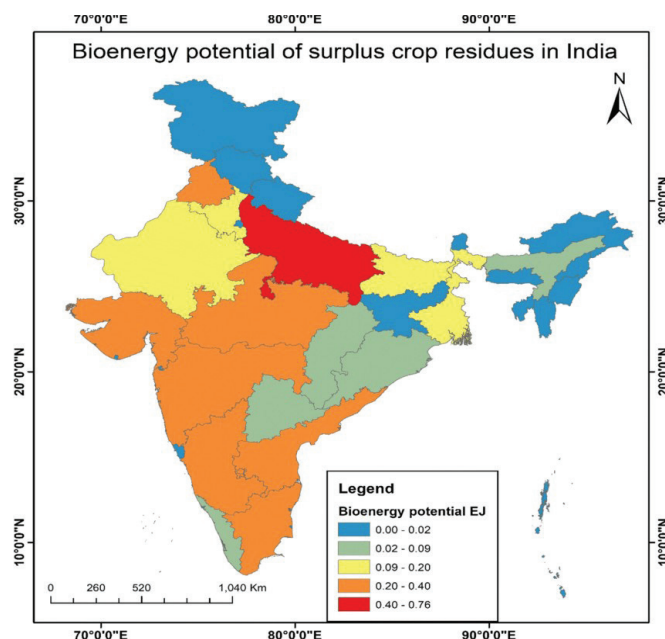 70°0'0"E 80°0'0"E 90°0'0"E
Bioenergy potential of surplus crop residues in India
N
30°0'0"N 30°0'0"N
20°0'0"N 20°0'0"N
10°0'0"N 10°0'0"N
Legend
Bioenergy potential EJ
0.00 - 0.02
0.02 - 0.09
0.09 - 0.20
0.20 - 0.40
0.40 - 0.76
0 260 520 1,040 Km
70°0'0"E 80°0'0"E 90°0'0"E